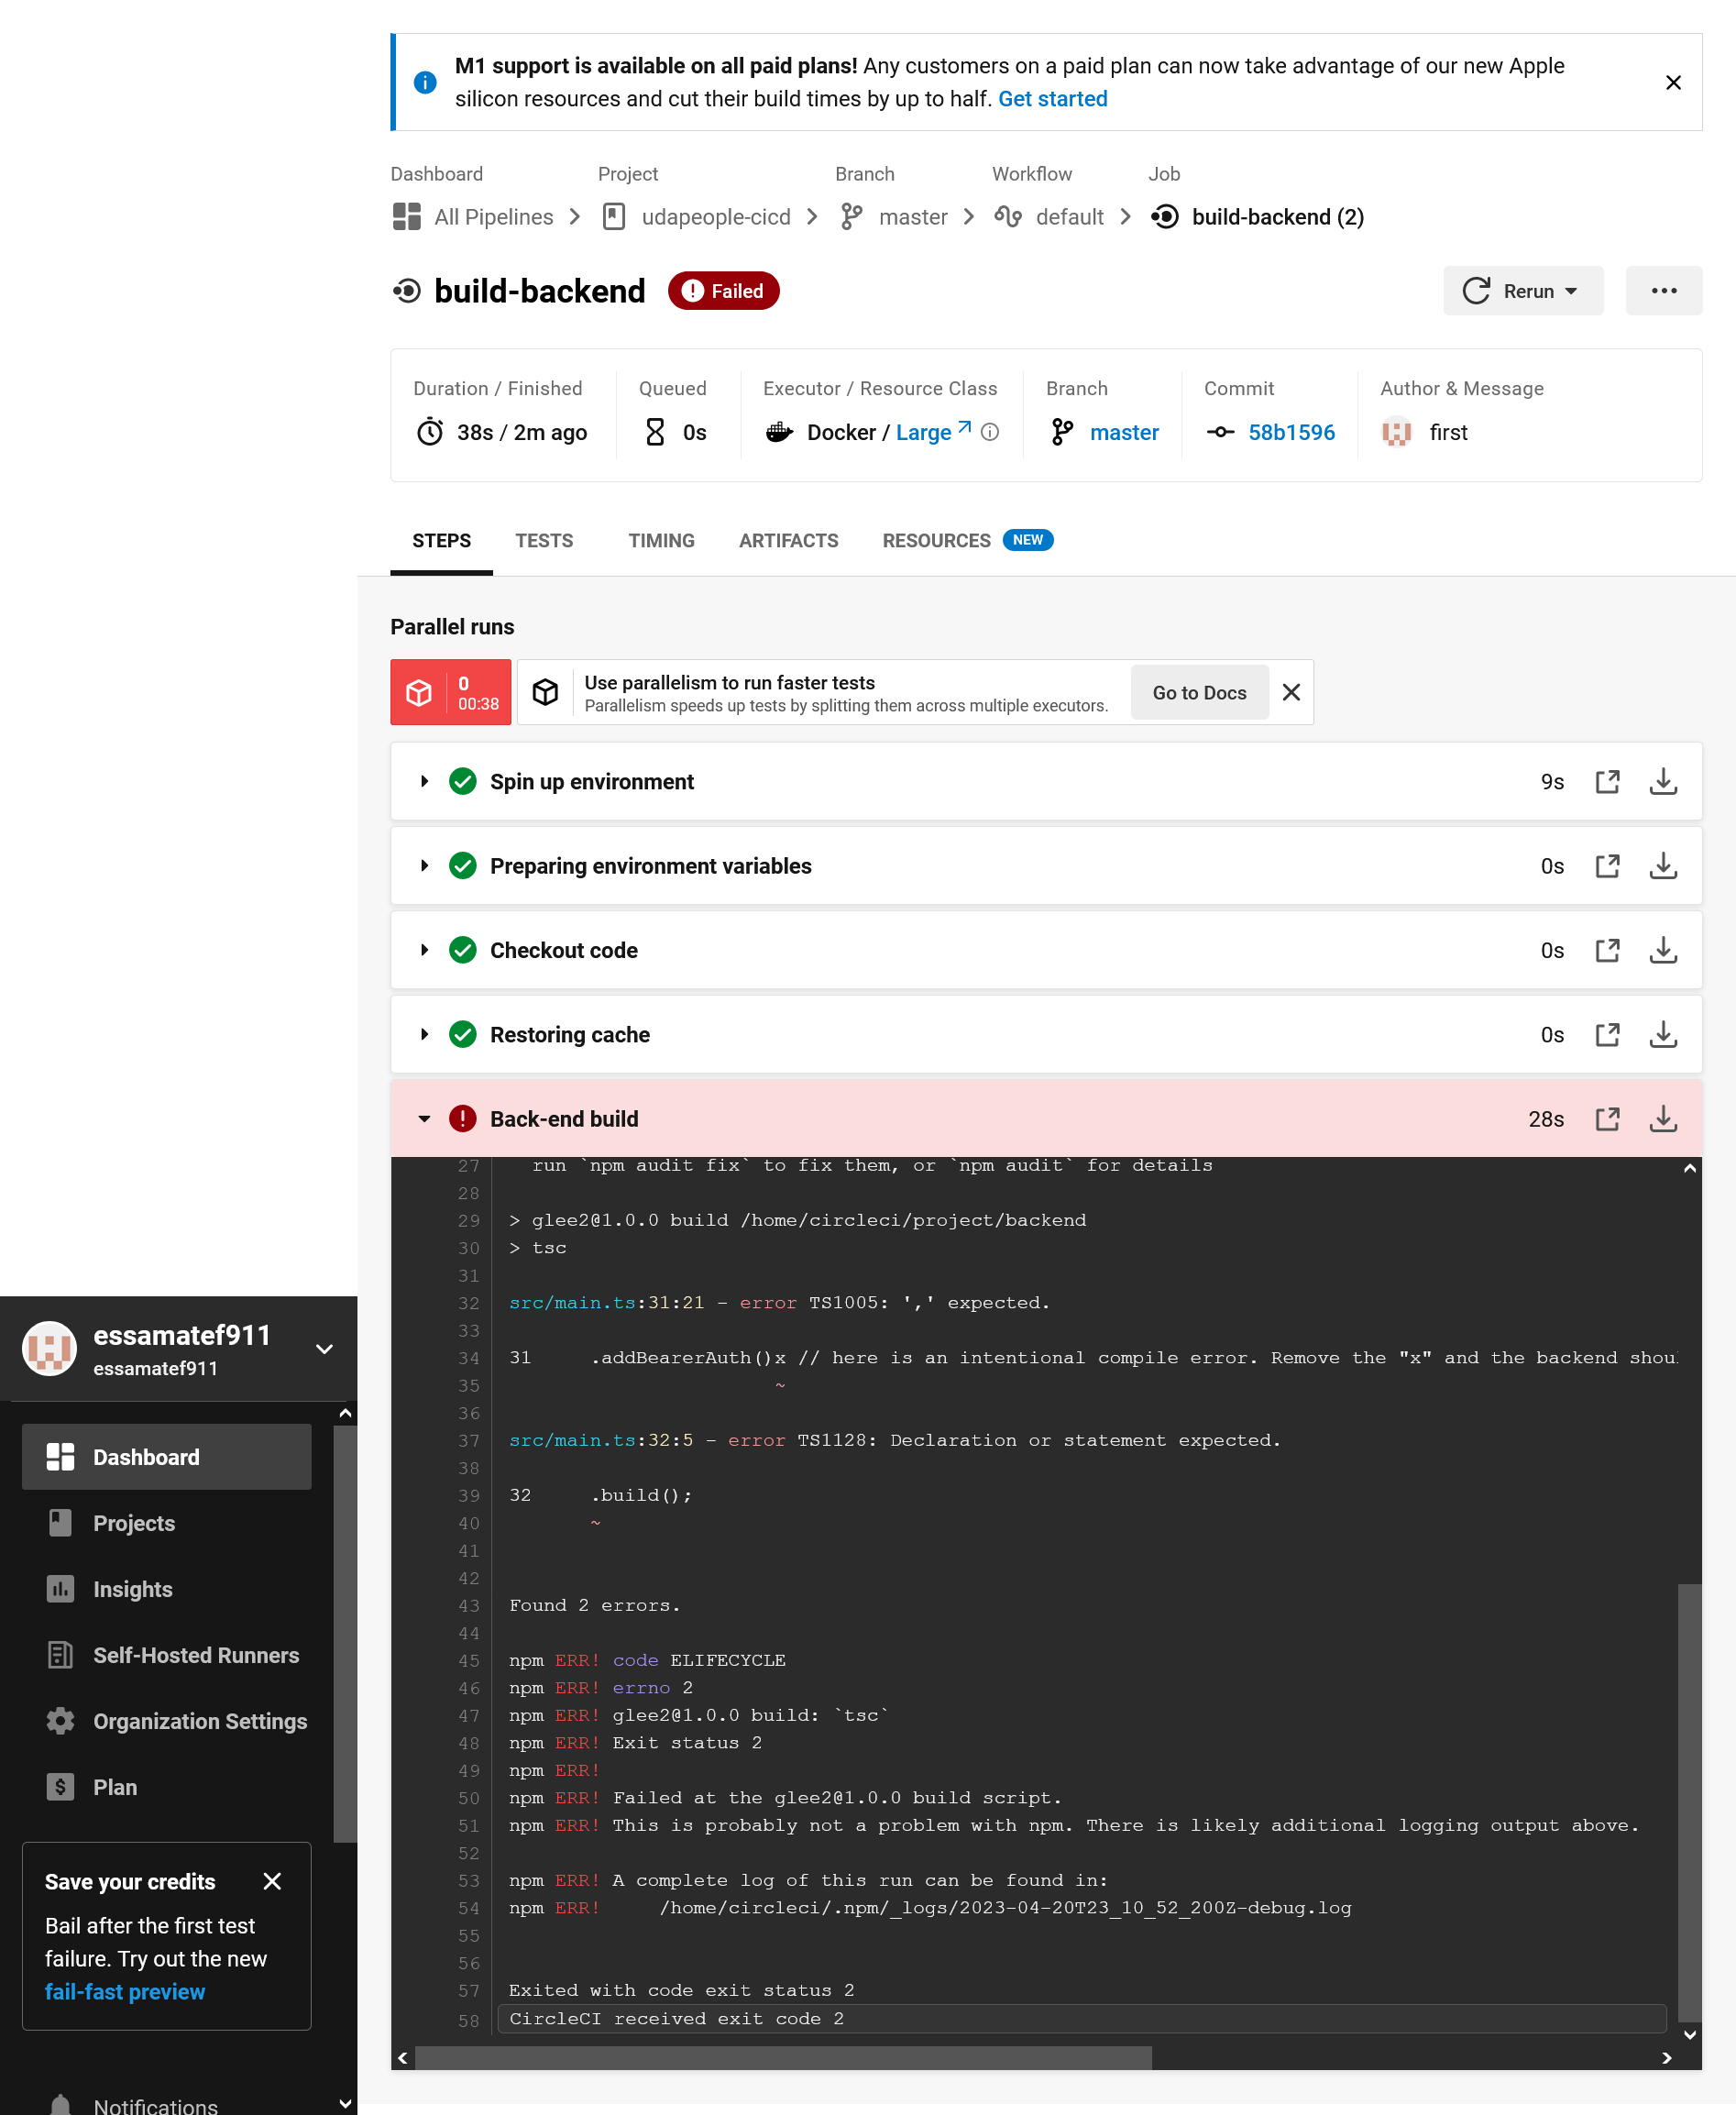 M1 support is available on all paid plans! Any customers on a paid plan can now take advantage of our new Apple
silicon resources and cut their build times by up to half. Get started
Dashboard Project Branch Workflow Job
All Pipelines udapeople-cicd master default build-backend (2)
build-backend Failed Rerun
Duration / Finished Queued Executor / Resource Class Branch Commit Author & Message
38s / 2m ago 0s Docker / Large master 58b1596 first
STEPS TESTS TIMING ARTIFACTS RESOURCES NEW
Parallel runs
0
00:38
Use parallelism to run faster tests
Parallelism speeds up tests by splitting them across multiple executors.
Go to Docs
Spin up environment 9s
Preparing environment variables 0s
Checkout code 0s
Restoring cache 0s
Back-end build 28s
27 run `npm audit fix` to fix them, or `npm audit` for details
28
29 > glee2@1.0.0 build /home/circleci/project/backend
30 > tsc
31
32 src/main.ts:31:21 - error TS1005: ',' expected.
33
34 31     .addBearerAuth()x // here is an intentional compile error. Remove the "x" and the backend shoul
35 ~
36
37 src/main.ts:32:5 - error TS1128: Declaration or statement expected.
38
39 32     .build();
40 ~
41
42
43 Found 2 errors.
44
45 npm ERR! code ELIFECYCLE
46 npm ERR! errno 2
47 npm ERR! glee2@1.0.0 build: `tsc`
48 npm ERR! Exit status 2
49 npm ERR!
50 npm ERR! Failed at the glee2@1.0.0 build script.
51 npm ERR! This is probably not a problem with npm. There is likely additional logging output above.
52
53 npm ERR! A complete log of this run can be found in:
54 npm ERR!     /home/circleci/.npm/_logs/2023-04-20T23_10_52_200Z-debug.log
55
56
57 Exited with code exit status 2
58 CircleCI received exit code 2
essamatef911
essamatef911
Dashboard
Projects
Insights
Self-Hosted Runners
Organization Settings
Plan
Save your credits
Bail after the first test
failure. Try out the new
fail-fast preview
Notifications